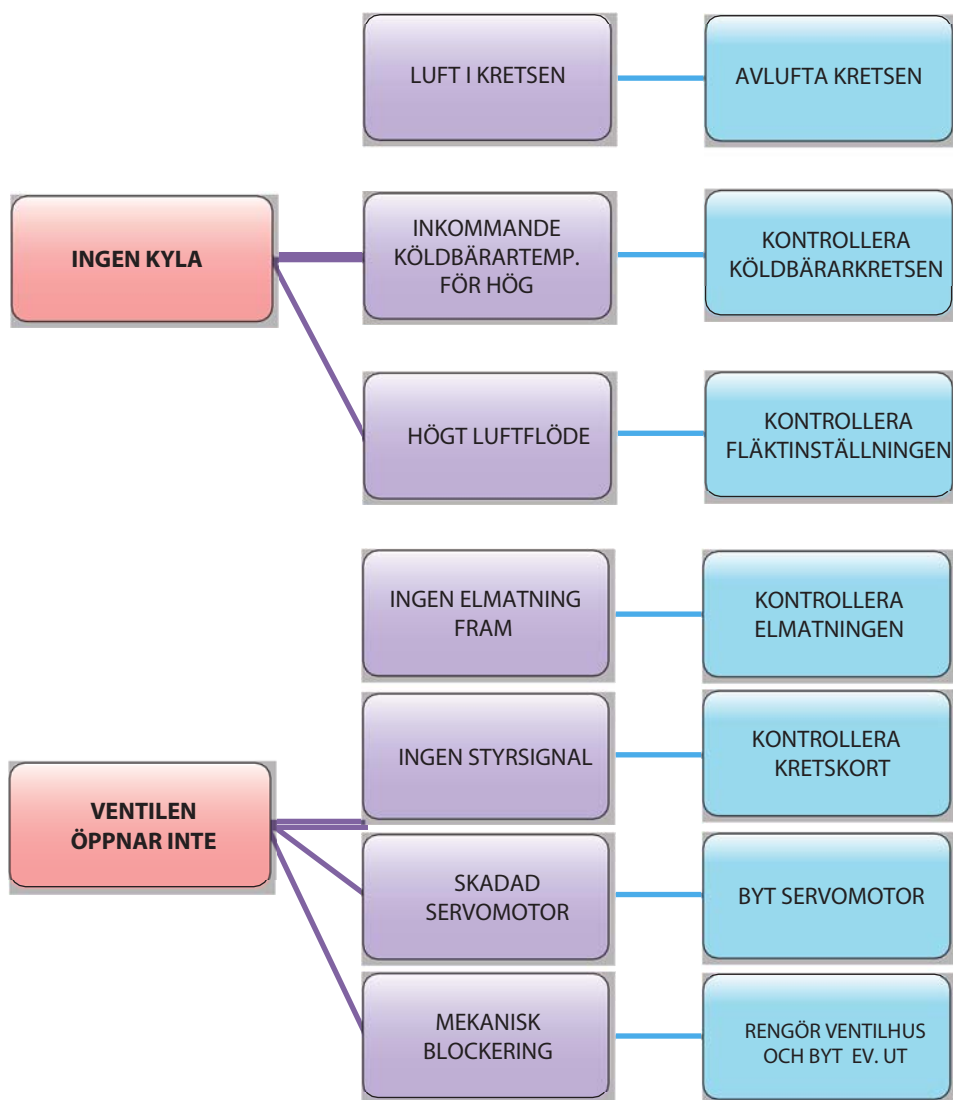 LUFT I KRETSEN
AVLUFTA KRETSEN
INGEN KYLA
INKOMMANDE
KÖLDBÄRARTEMP.
FÖR HÖG
KONTROLLERA
KÖLDBÄRARKRETSEN
HÖGT LUFTFLÖDE
KONTROLLERA
FLÄKTINSTÄLLNINGEN
INGEN ELMATNING
FRAM
KONTROLLERA
ELMATNINGEN
VENTILEN
ÖPPNAR INTE
INGEN STYRSIGNAL
KONTROLLERA
KRETSKORT
SKADAD
SERVOMOTOR
BYT SERVOMOTOR
MEKANISK
BLOCKERING
RENGÖR VENTILHUS
OCH BYT EV. UT